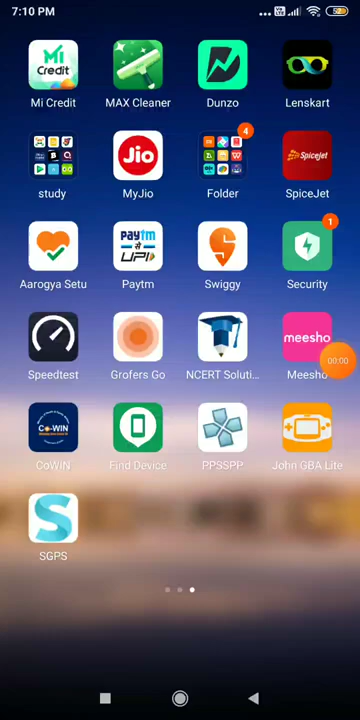 7:10 PM
52
Mi
Credit
Mi Credit
MAX Cleaner
Dunzo
Lenskart
study
Jio
MyJio
4
Folder
SpiceJet
SpiceJet
Aarogya Setu
Paytm
UPI
Paytm
Swiggy
1
Security
Speedtest
Grofers Go
NCERT Soluti...
meesho
Meesho
00:00
Co-WIN
CoWIN
Find Device
PPSSPP
John GBA Lite
S
SGPS